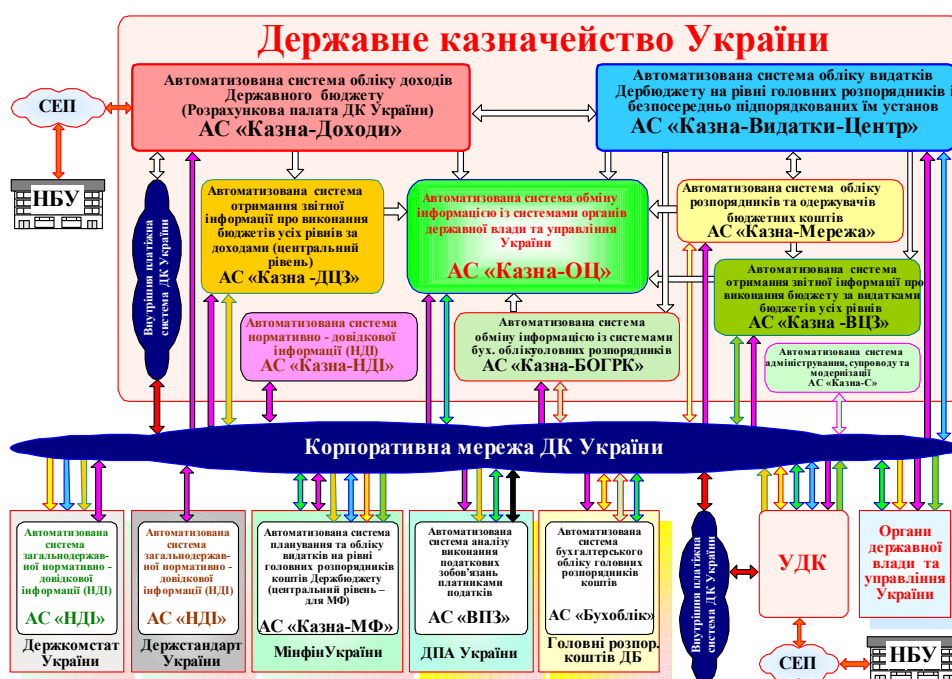 Державне казначейство України
Автоматизована система обліку доходів
Державного бюджету
(Розрахункова палата ДК України)
АС «Казна-Доходи»
Автоматизована система обліку видатків
Дербюджету на рівні головних розпорядників і
безпосередньо підпорядкованих їм установ
АС «Казна-Видатки-Центр»
СЕП
НБУ
Внутрішня платіжна
система ДК України
Автоматизована система
отримання звітної
інформації про виконання
бюджетів усіх рівнів за
доходами (центральний
рівень)
АС «Казна -ДЦЗ»
Автоматизована система обміну
інформацією із системами органів
державної влади та управління
України
АС «Казна-ОЦ»
Автоматизована система обліку
розпорядників та одержувачів
бюджетних коштів
АС «Казна-Мережа»
Автоматизована система
отримання звітної інформації про
виконання бюджету за видатками
бюджетів усіх рівнів
АС «Казна -ВЦЗ»
Автоматизована система
нормативно - довідкової
інформації (НДІ)
АС «Казна-НДІ»
Автоматизована система
обміну інформацією із системами
бух. облікуоловних розпорядників
АС «Казна-БОГРК»
Автоматизована система
адміністрування, супроводу та
модернізації
АС «Казна-С»
Корпоративна мережа ДК України
Автоматизована
система
загальнодержав-
ної нормативно -
довідкової
інформації (НДІ)
АС «НДІ»
Держкомстат
України
Автоматизована
система
загальнодержав-
ної нормативно -
довідкової
інформації (НДІ)
АС «НДІ»
Держстандарт
України
Автоматизована система
планування та обліку
видатків на рівні
головних розпорядників
коштів Держбюджету
(центральний рівень –
для МФ)
АС «Казна-МФ»
МінфінУкраїни
Автоматизована
система аналізу
виконання
податкових
зобов'язань
платниками
податків
АС «ВПЗ»
ДПА України
Автоматизована
система
бухгалтерського
обліку головних
розпорядників
коштів
АС «Бухоблік»
Головні розпор.
коштів ДБ
Внутрішня платіжна
система ДК України
УДК
Органи
державної
влади та
управління
України
СЕП
НБУ